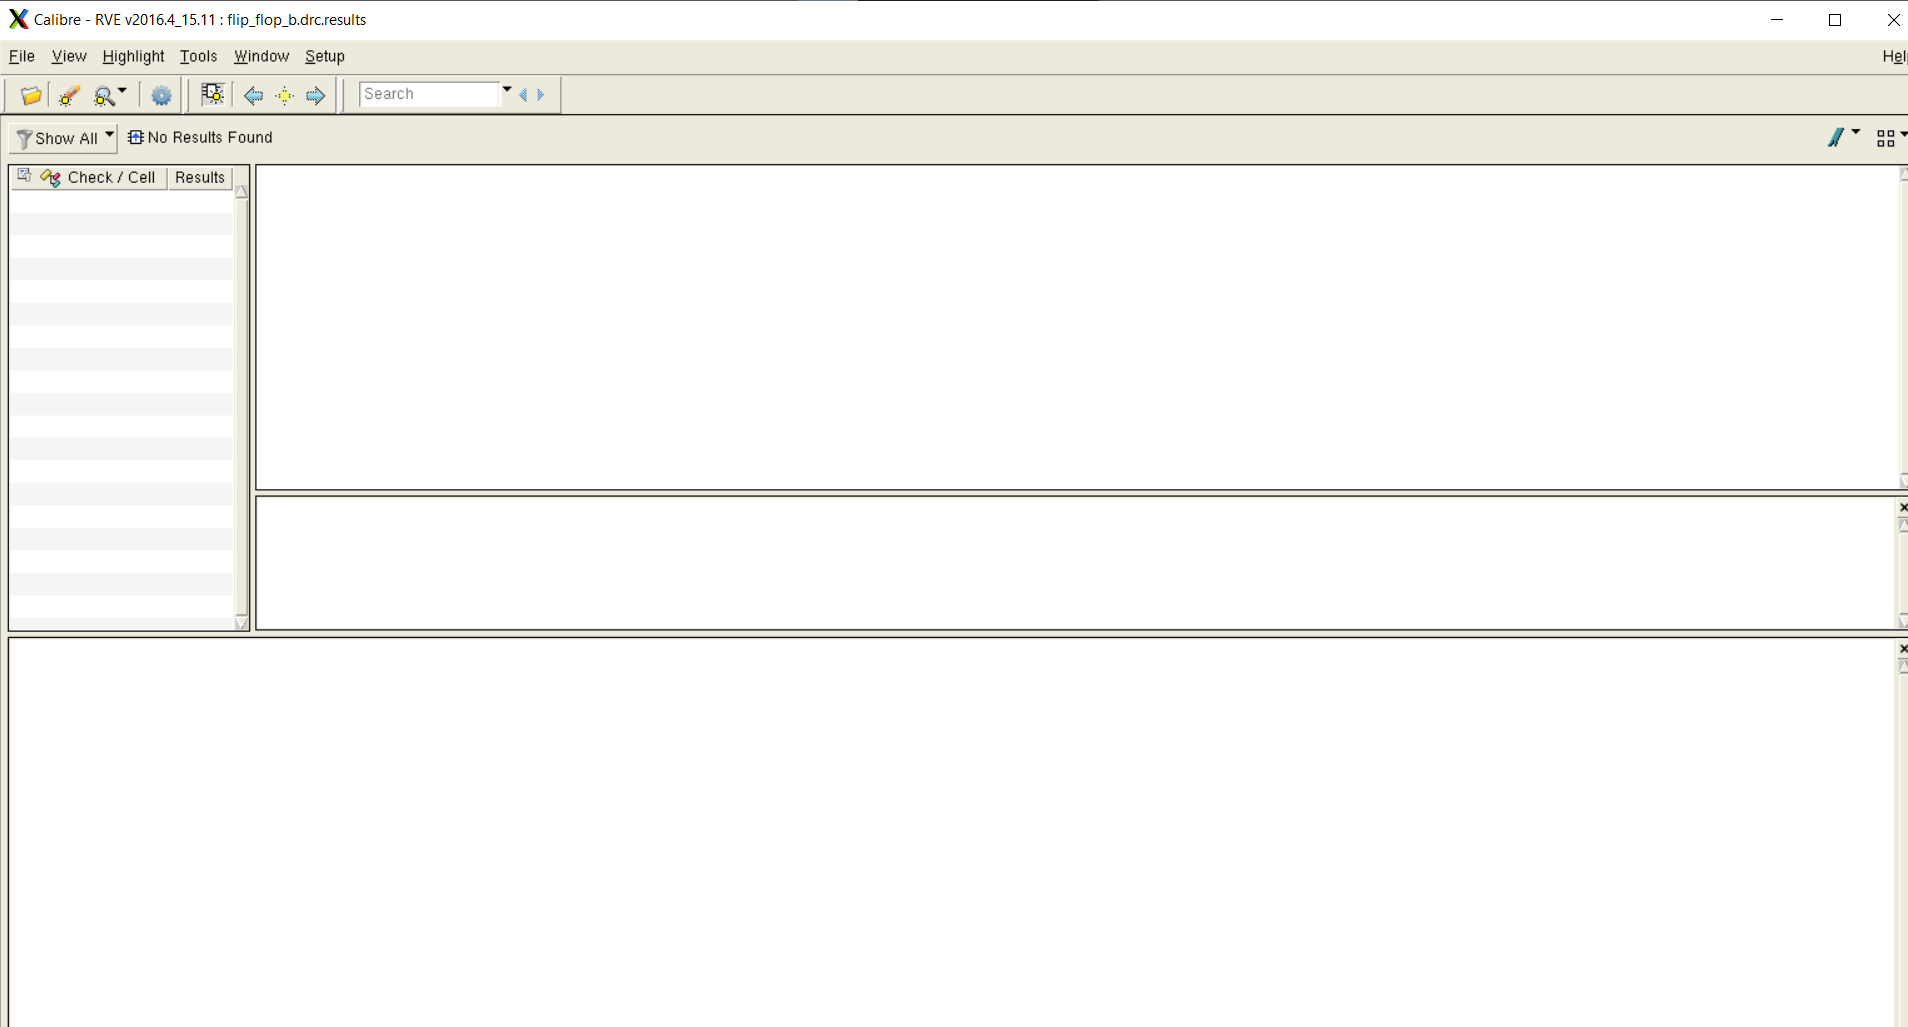 Calibre - RVE v2016.4_15.11 : flip_flop_b.drc.results
File View Highlight Tools Window Setup Help
Search
Show All No Results Found
Check / Cell Results